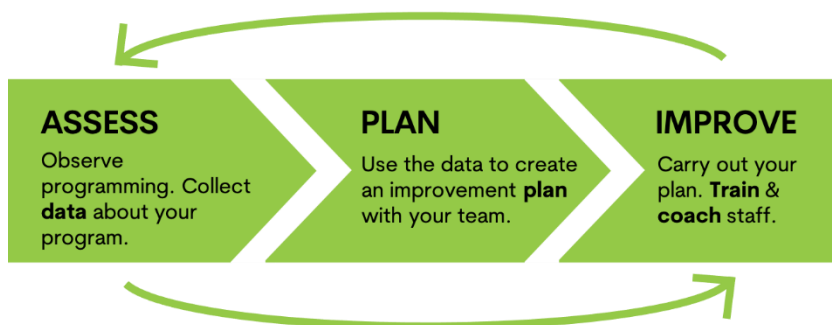 ASSESS
Observe
programming. Collect
data about your
program.
PLAN
Use the data to create
an improvement plan
with your team.
IMPROVE
Carry out your
plan. Train &
coach staff.